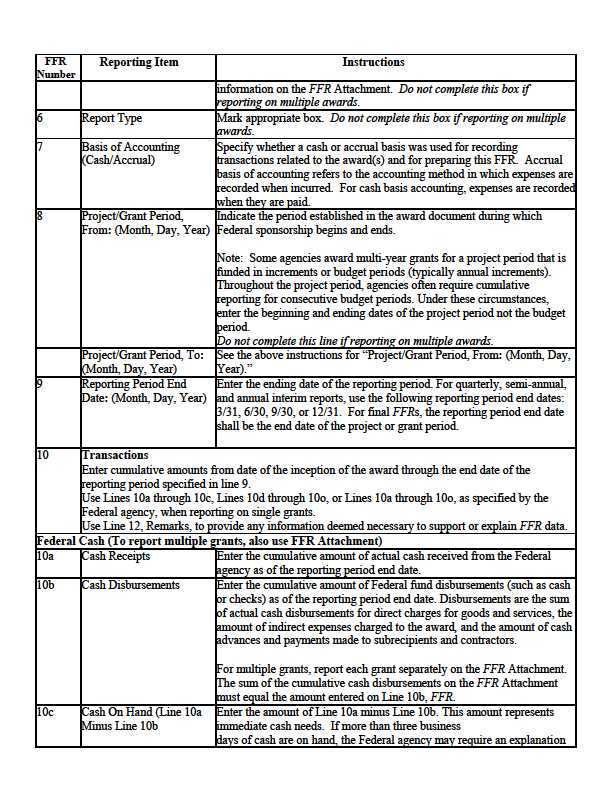 FFR Number
Reporting Item
Instructions
information on the FFR Attachment.  Do not complete this box if
reporting on multiple awards.
6
Report Type
Mark appropriate box.  Do not complete this box if reporting on multiple
awards.
7
Basis of Accounting
(Cash/Accrual)
Specify whether a cash or accrual basis was used for recording
transactions related to the award(s) and for preparing this FFR.  Accrual
basis of accounting refers to the accounting method in which expenses are
recorded when incurred.  For cash basis accounting, expenses are recorded
when they are paid.
8
Project/Grant Period,
From: (Month, Day, Year)
Indicate the period established in the award document during which
Federal sponsorship begins and ends.
Note:  Some agencies award multi-year grants for a project period that is
funded in increments or budget periods (typically annual increments).
Throughout the project period, agencies often require cumulative
reporting for consecutive budget periods. Under these circumstances,
enter the beginning and ending dates of the project period not the budget
period.
Do not complete this line if reporting on multiple awards.
Project/Grant Period, To:
(Month, Day, Year)
See the above instructions for “Project/Grant Period, From: (Month, Day,
Year).”
9
Reporting Period End
Date: (Month, Day, Year)
Enter the ending date of the reporting period. For quarterly, semi-annual,
and annual interim reports, use the following reporting period end dates:
3/31, 6/30, 9/30, or 12/31.  For final FFRs, the reporting period end date
shall be the end date of the project or grant period.
10
Transactions
Enter cumulative amounts from date of the inception of the award through the end date of the
reporting period specified in line 9.
Use Lines 10a through 10c, Lines 10d through 10o, or Lines 10a through 10o, as specified by the
Federal agency, when reporting on single grants.
Use Line 12, Remarks, to provide any information deemed necessary to support or explain FFR data.
Federal Cash (To report multiple grants, also use FFR Attachment)
10a
Cash Receipts
Enter the cumulative amount of actual cash received from the Federal
agency as of the reporting period end date.
10b
Cash Disbursements
Enter the cumulative amount of Federal fund disbursements (such as cash
or checks) as of the reporting period end date. Disbursements are the sum
of actual cash disbursements for direct charges for goods and services, the
amount of indirect expenses charged to the award, and the amount of cash
advances and payments made to subrecipients and contractors.
For multiple grants, report each grant separately on the FFR Attachment.
The sum of the cumulative cash disbursements on the FFR Attachment
must equal the amount entered on Line 10b, FFR.
10c
Cash On Hand (Line 10a
Minus Line 10b
Enter the amount of Line 10a minus Line 10b. This amount represents
immediate cash needs.  If more than three business
days of cash are on hand, the Federal agency may require an explanation